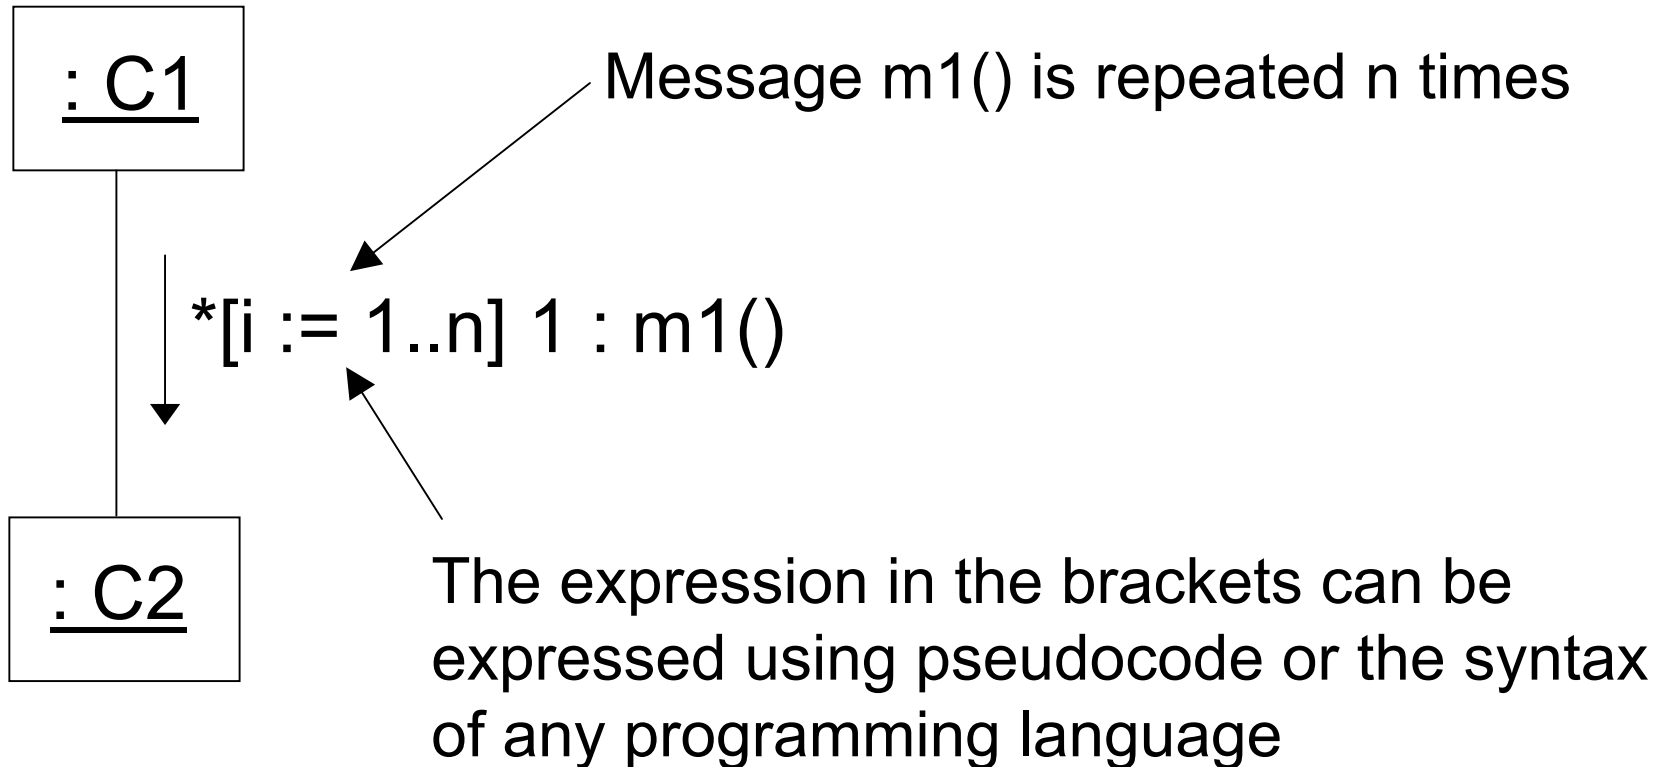 : C1
Message m1() is repeated n times
*[i := 1..n] 1 : m1()
: C2
The expression in the brackets can be
expressed using pseudocode or the syntax
of any programming language